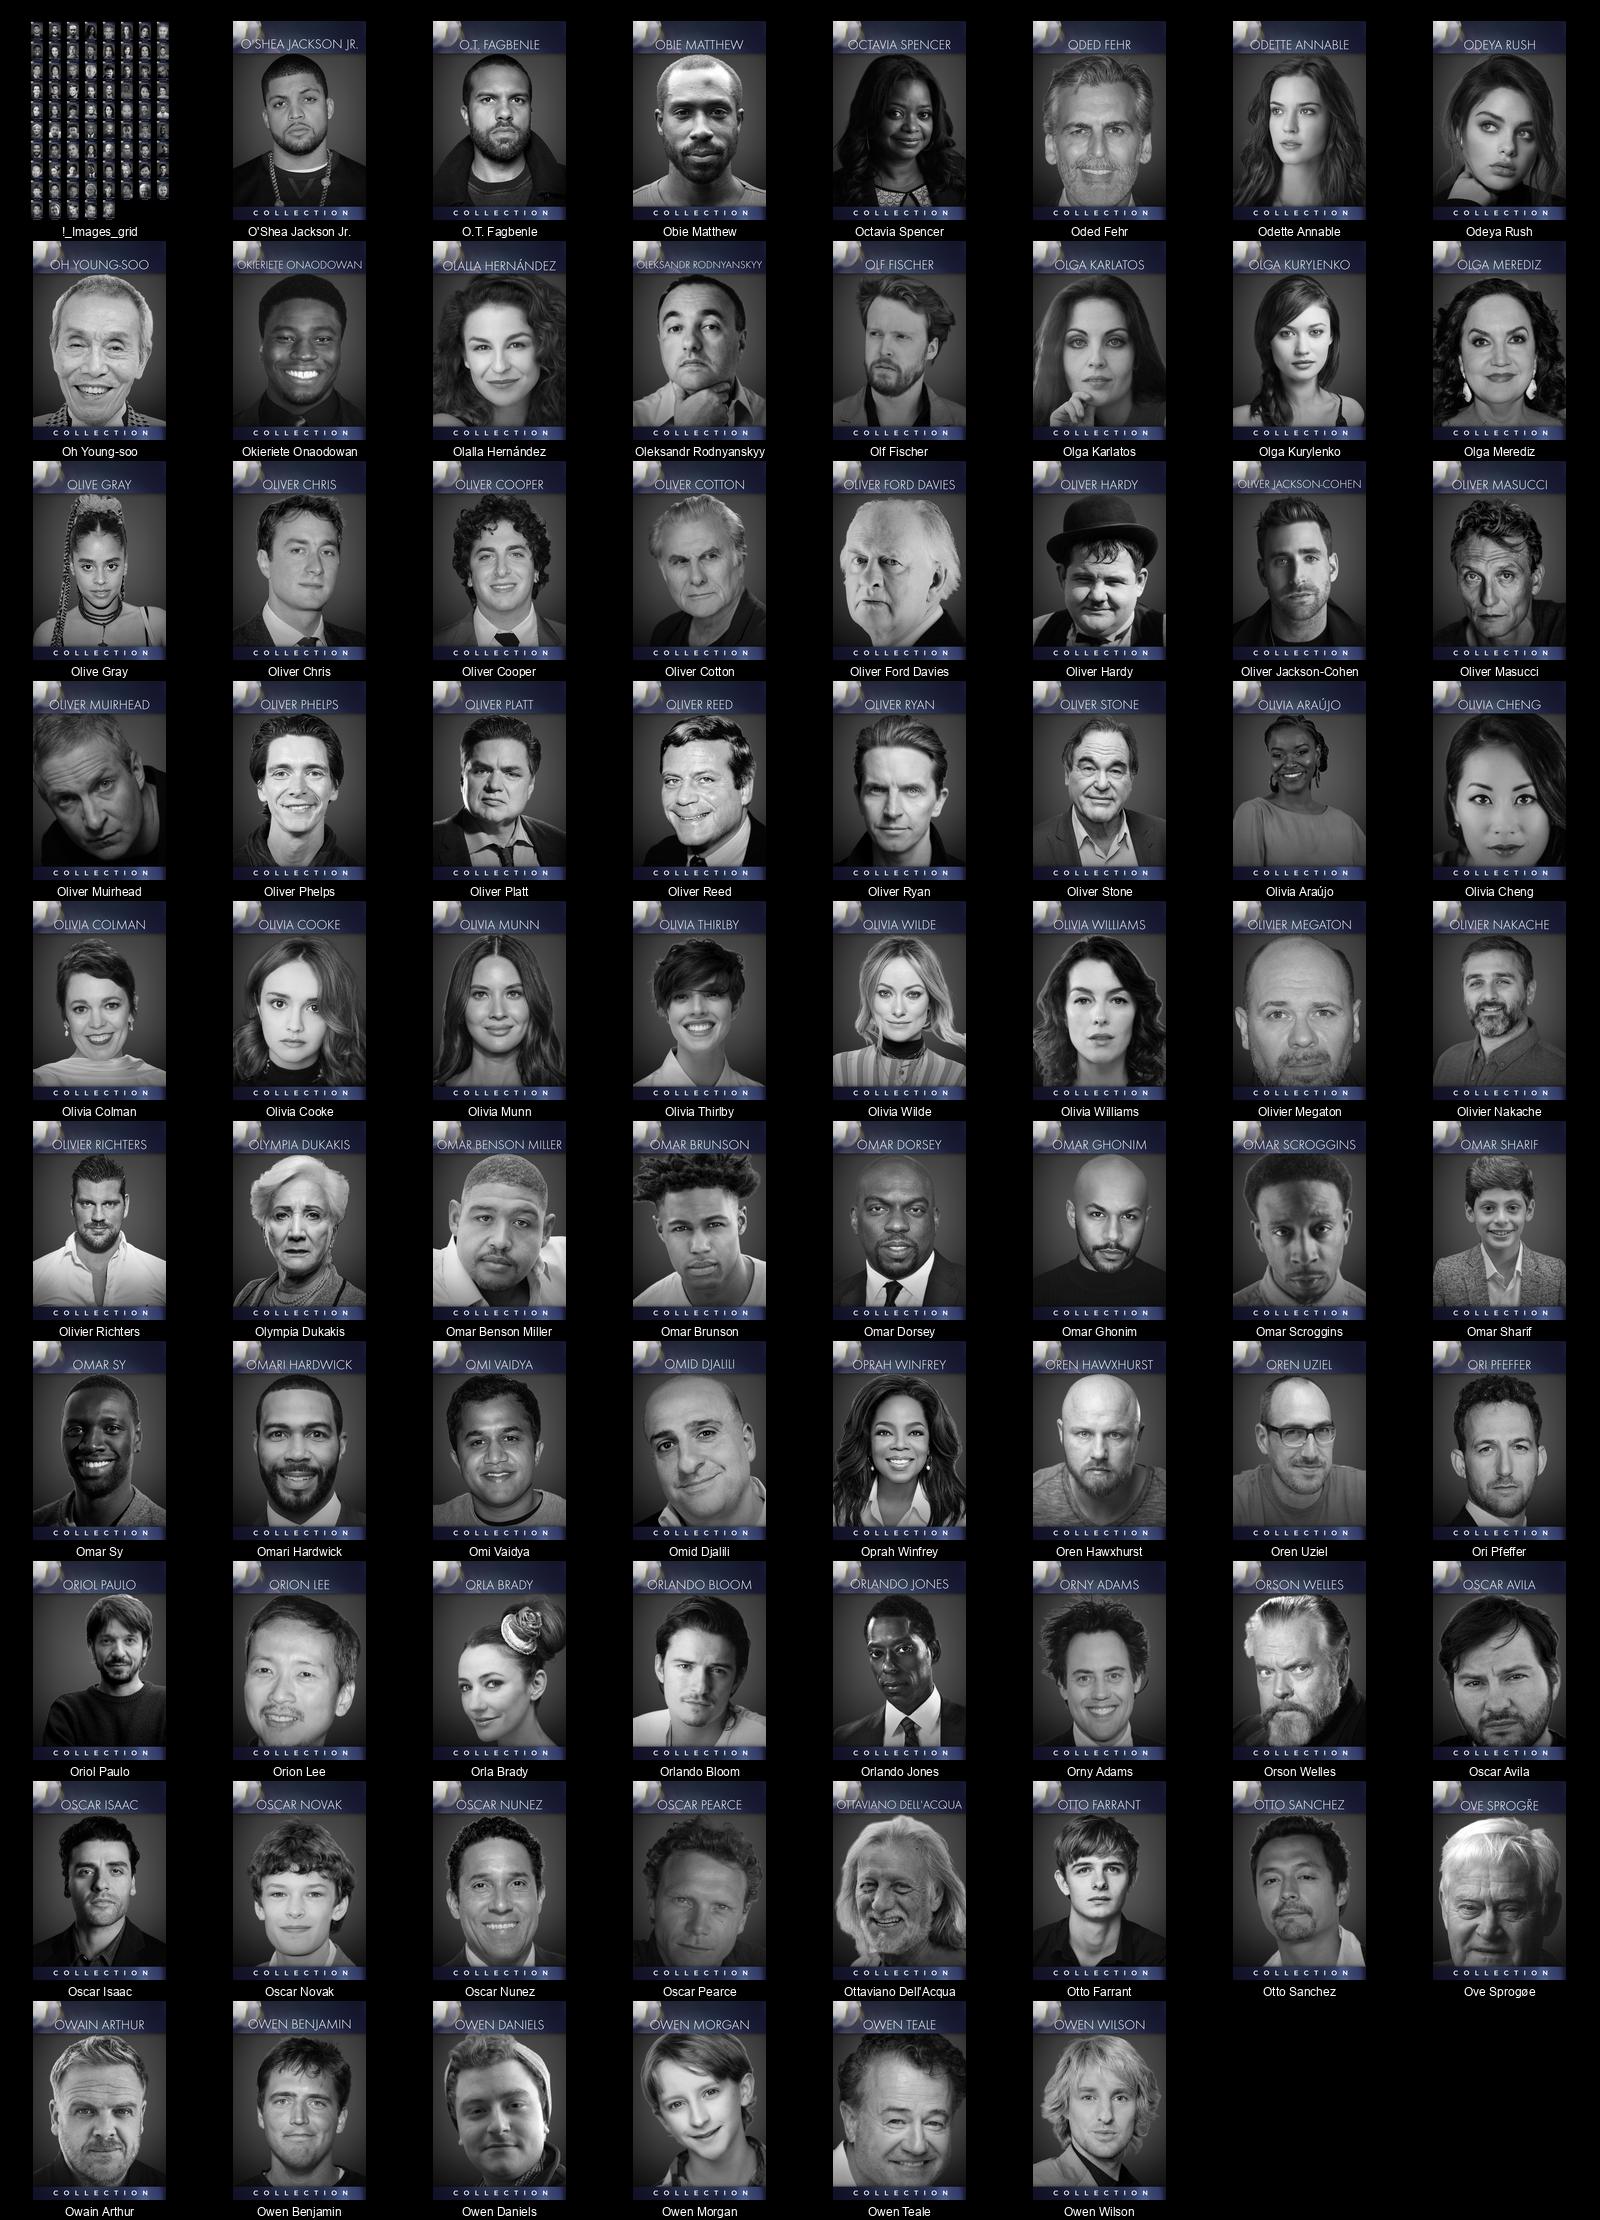 O'SHEA JACKSON JR. O.T. FAGBENLE OBIE MATTHEW OCTAVIA SPENCER ODED FEHR ODETTE ANNABLE ODEYA RUSH
COLLECTION COLLECTION COLLECTION COLLECTION COLLECTION COLLECTION COLLECTION
!_Images_grid O'Shea Jackson Jr. O.T. Fagbenle Obie Matthew Octavia Spencer Oded Fehr Odette Annable Odeya Rush
OH YOUNG-SOO OKIERIETE ONAODOWAN OLALLA HERNÁNDEZ OLEKSANDR RODNYANSKYY OLF FISCHER OLGA KARLATOS OLGA KURYLENKO OLGA MEREDIZ
COLLECTION COLLECTION COLLECTION COLLECTION COLLECTION COLLECTION COLLECTION COLLECTION
Oh Young-soo Okieriete Onaodowan Olalla Hernández Oleksandr Rodnyanskyy Olf Fischer Olga Karlatos Olga Kurylenko Olga Merediz
OLIVE GRAY OLIVER CHRIS OLIVER COOPER OLIVER COTTON OLIVER FORD DAVIES OLIVER HARDY OLIVER JACKSON-COHEN OLIVER MASUCCI
COLLECTION COLLECTION COLLECTION COLLECTION COLLECTION COLLECTION COLLECTION COLLECTION
Olive Gray Oliver Chris Oliver Cooper Oliver Cotton Oliver Ford Davies Oliver Hardy Oliver Jackson-Cohen Oliver Masucci
OLIVER MUIRHEAD OLIVER PHELPS OLIVER PLATT OLIVER REED OLIVER RYAN OLIVER STONE OLIVIA ARAÚJO OLIVIA CHENG
COLLECTION COLLECTION COLLECTION COLLECTION COLLECTION COLLECTION COLLECTION COLLECTION
Oliver Muirhead Oliver Phelps Oliver Platt Oliver Reed Oliver Ryan Oliver Stone Olivia Araújo Olivia Cheng
OLIVIA COLMAN OLIVIA COOKE OLIVIA MUNN OLIVIA THIRLBY OLIVIA WILDE OLIVIA WILLIAMS OLIVIER MEGATON OLIVIER NAKACHE
COLLECTION COLLECTION COLLECTION COLLECTION COLLECTION COLLECTION COLLECTION COLLECTION
Olivia Colman Olivia Cooke Olivia Munn Olivia Thirlby Olivia Wilde Olivia Williams Olivier Megaton Olivier Nakache
OLIVIER RICHTERS OLYMPIA DUKAKIS OMAR BENSON MILLER OMAR BRUNSON OMAR DORSEY OMAR GHONIM OMAR SCROGGINS OMAR SHARIF
COLLECTION COLLECTION COLLECTION COLLECTION COLLECTION COLLECTION COLLECTION COLLECTION
Olivier Richters Olympia Dukakis Omar Benson Miller Omar Brunson Omar Dorsey Omar Ghonim Omar Scroggins Omar Sharif
OMAR SY OMARI HARDWICK OMI VAIDYA OMID DJALILI OPRAH WINFREY OREN HAWXHURST OREN UZIEL ORI PFEFFER
COLLECTION COLLECTION COLLECTION COLLECTION COLLECTION COLLECTION COLLECTION COLLECTION
Omar Sy Omari Hardwick Omi Vaidya Omid Djalili Oprah Winfrey Oren Hawxhurst Oren Uziel Ori Pfeffer
ORIOL PAULO ORION LEE ORLA BRADY ORLANDO BLOOM ORLANDO JONES ORNY ADAMS ORSON WELLES OSCAR AVILA
COLLECTION COLLECTION COLLECTION COLLECTION COLLECTION COLLECTION COLLECTION COLLECTION
Oriol Paulo Orion Lee Orla Brady Orlando Bloom Orlando Jones Orny Adams Orson Welles Oscar Avila
OSCAR ISAAC OSCAR NOVAK OSCAR NUNEZ OSCAR PEARCE OTTAVIANO DELL'ACQUA OTTO FARRANT OTTO SANCHEZ OVE SPROGŘE
COLLECTION COLLECTION COLLECTION COLLECTION COLLECTION COLLECTION COLLECTION COLLECTION
Oscar Isaac Oscar Novak Oscar Nunez Oscar Pearce Ottaviano Dell'Acqua Otto Farrant Otto Sanchez Ove Sprogøe
OWAIN ARTHUR OWEN BENJAMIN OWEN DANIELS OWEN MORGAN OWEN TEALE OWEN WILSON
COLLECTION COLLECTION COLLECTION COLLECTION COLLECTION COLLECTION
Owain Arthur Owen Benjamin Owen Daniels Owen Morgan Owen Teale Owen Wilson